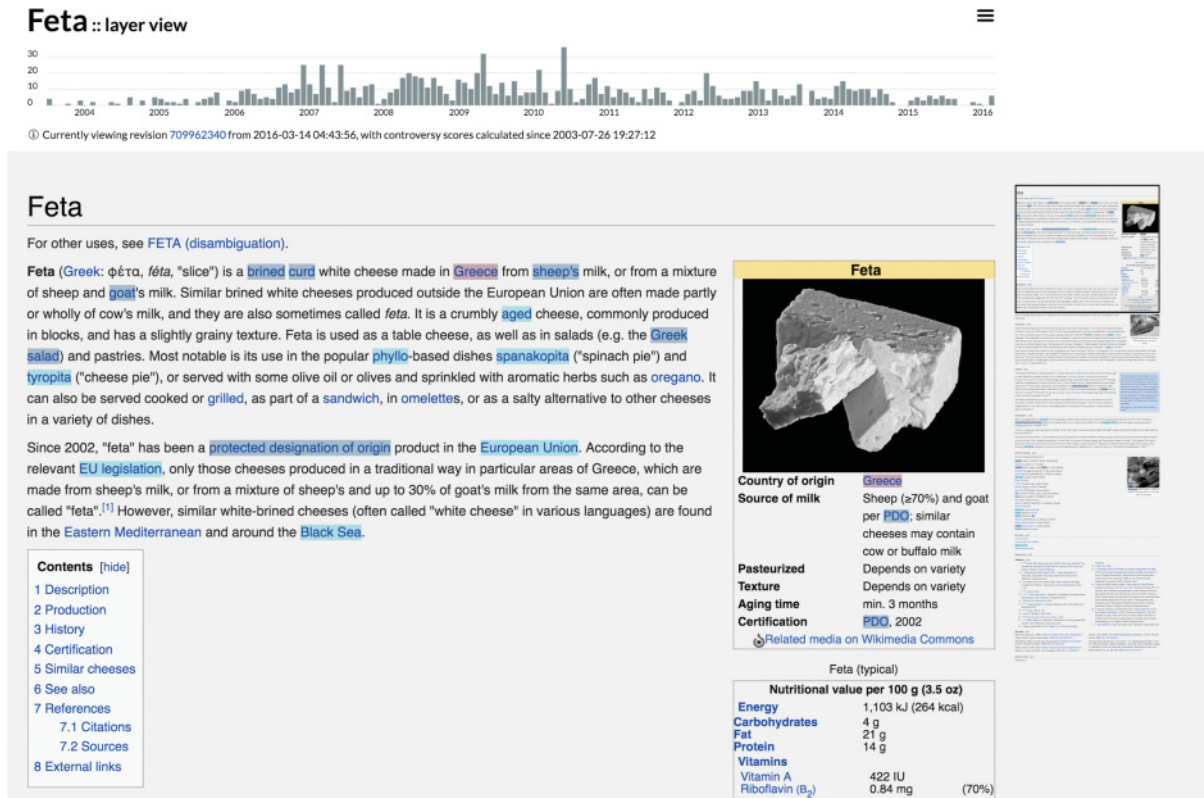 Feta :: layer view
30
20
10
0
2004 2005 2006 2007 2008 2009 2010 2011 2012 2013 2014 2015 2016
Currently viewing revision 709962340 from 2016-03-14 04:43:56, with controversy scores calculated since 2003-07-26 19:27:12
Feta
For other uses, see FETA (disambiguation).
Feta (Greek: φέτα, féta, "slice") is a brined curd white cheese made in Greece from sheep's milk, or from a mixture
of sheep and goat's milk. Similar brined white cheeses produced outside the European Union are often made partly
or wholly of cow's milk, and they are also sometimes called feta. It is a crumbly aged cheese, commonly produced
in blocks, and has a slightly grainy texture. Feta is used as a table cheese, as well as in salads (e.g. the Greek
salad) and pastries. Most notable is its use in the popular phyllo-based dishes spanakopita ("spinach pie") and
tyropita ("cheese pie"), or served with some olive oil or olives and sprinkled with aromatic herbs such as oregano. It
can also be served cooked or grilled, as part of a sandwich, in omelettes, or as a salty alternative to other cheeses
in a variety of dishes.
Since 2002, "feta" has been a protected designation of origin product in the European Union. According to the
relevant EU legislation, only those cheeses produced in a traditional way in particular areas of Greece, which are
made from sheep's milk, or from a mixture of sheep's and up to 30% of goat's milk from the same area, can be
called "feta".[1] However, similar white-brined cheeses (often called "white cheese" in various languages) are found
in the Eastern Mediterranean and around the Black Sea.
Contents [hide]
1 Description
2 Production
3 History
4 Certification
5 Similar cheeses
6 See also
7 References
7.1 Citations
7.2 Sources
8 External links
Feta
Country of origin Greece
Source of milk Sheep (≥70%) and goat
per PDO; similar
cheeses may contain
cow or buffalo milk
Pasteurized Depends on variety
Texture Depends on variety
Aging time min. 3 months
Certification PDO, 2002
Related media on Wikimedia Commons
Feta (typical)
Nutritional value per 100 g (3.5 oz)
Energy 1,103 kJ (264 kcal)
Carbohydrates 4 g
Fat 21 g
Protein 14 g
Vitamins
Vitamin A 422 IU
Riboflavin (B2) 0.84 mg (70%)